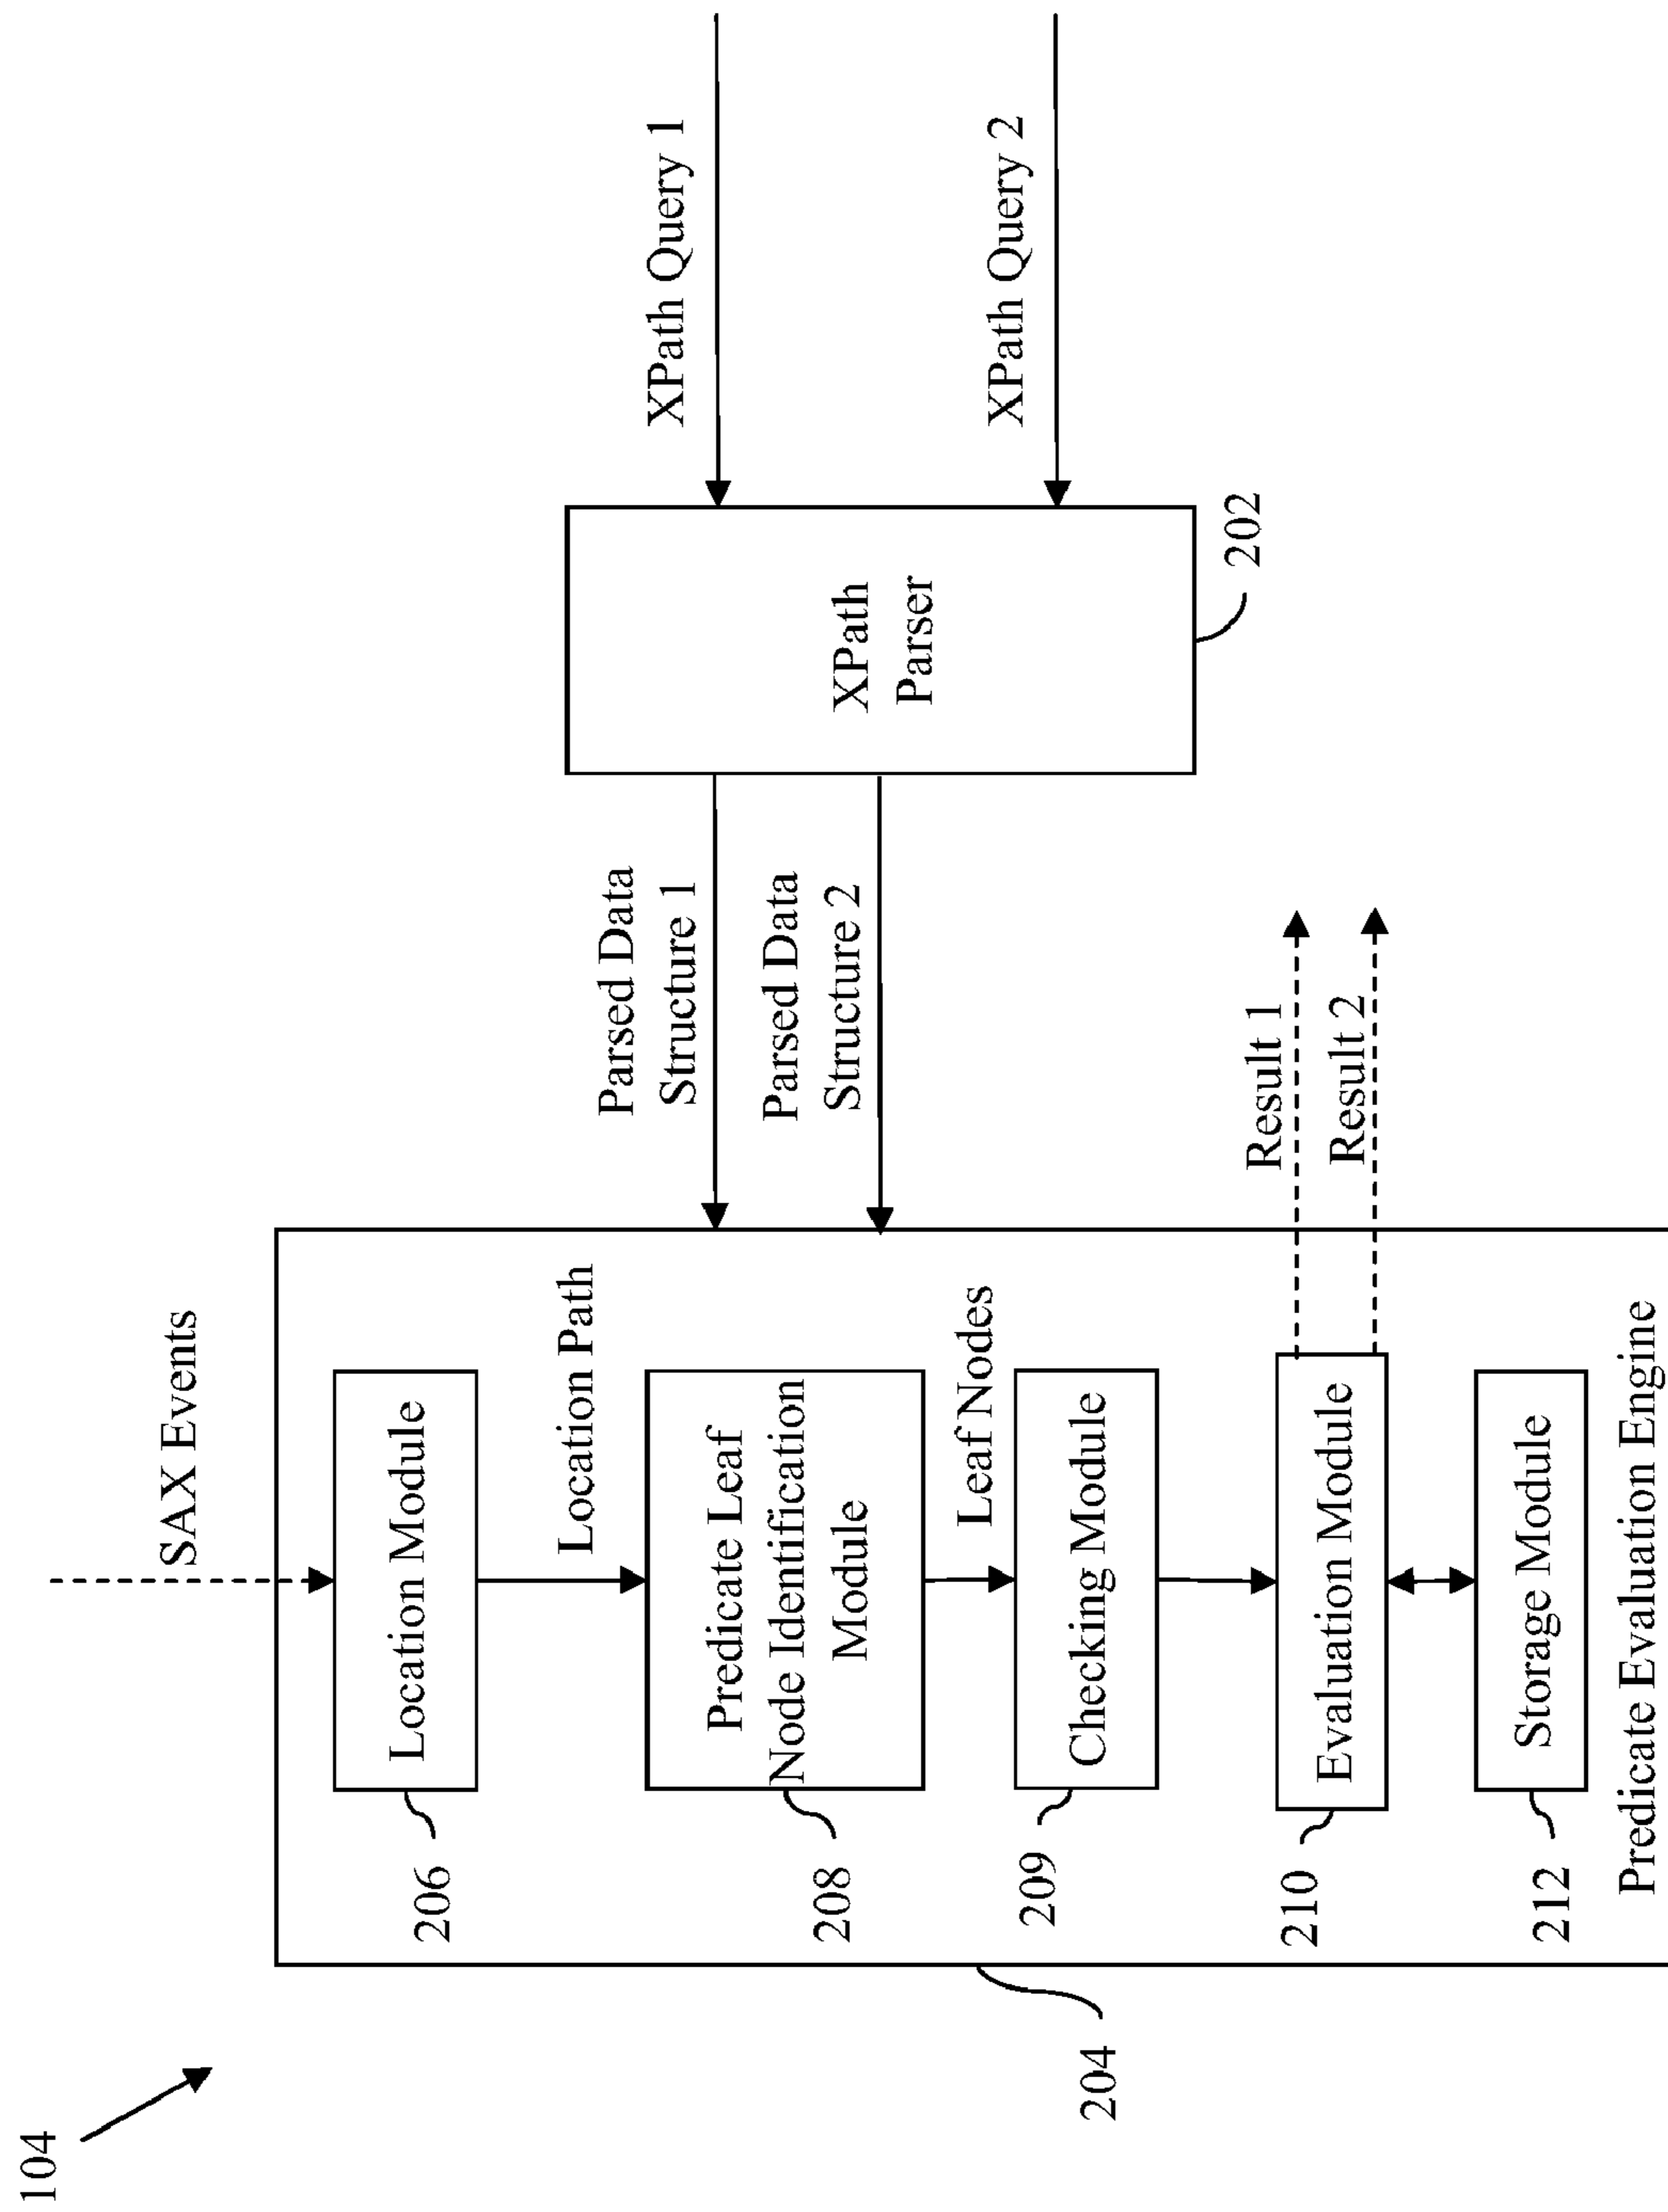 104
SAX Events
Location Module
206
Location Path
Predicate Leaf
Node Identification
Module
208
Leaf Nodes
Checking Module
209
Evaluation Module
210
Storage Module
212
Predicate Evaluation Engine
204
Parsed Data
Structure 1
Parsed Data
Structure 2
Result 1
Result 2
XPath
Parser
202
XPath Query 1
XPath Query 2